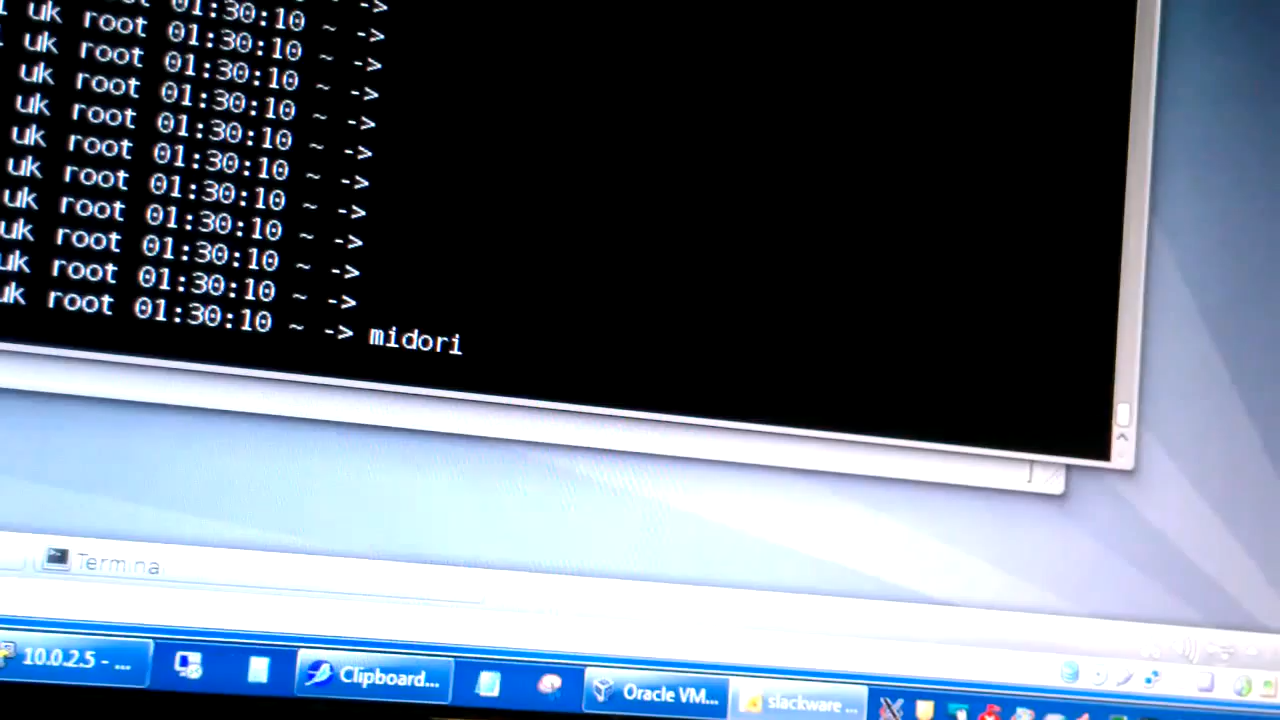 01:30:10 ~ ->
uk root 01:30:10 ~ ->
uk root 01:30:10 ~ ->
uk root 01:30:10 ~ ->
uk root 01:30:10 ~ ->
uk root 01:30:10 ~ ->
uk root 01:30:10 ~ ->
uk root 01:30:10 ~ ->
uk root 01:30:10 ~ ->
uk root 01:30:10 ~ ->
uk root 01:30:10 ~ -> midori
Terminal
10.0.2.5 - ...
Clipboard...
Oracle VM...
slackware ...